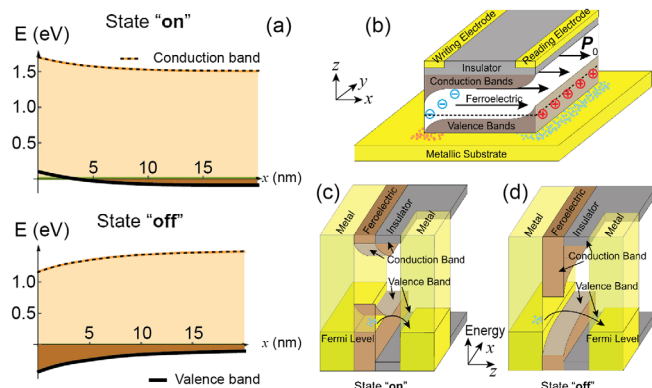 State "on"
E (eV)
Conduction band
1.5
1.0
0.5
5 10 15
x (nm)
State "off"
E (eV)
1.0
0.5
5 10 15
x (nm)
Valence band
(a)
(b)
Writing Electrode
Reading Electrode
P
0
z
y
x
Insulator
Conduction Bands
Ferroelectric
Valence Bands
Metallic Substrate
(c)
Metal
Feroelectric
Insulator
Metal
Conduction Band
Valence Band
Fermi Level
State "on"
Energy
x
z
(d)
Metal
Feroelectric
Insulator
Metal
Conduction Band
Valence Band
Fermi Level
State "off"